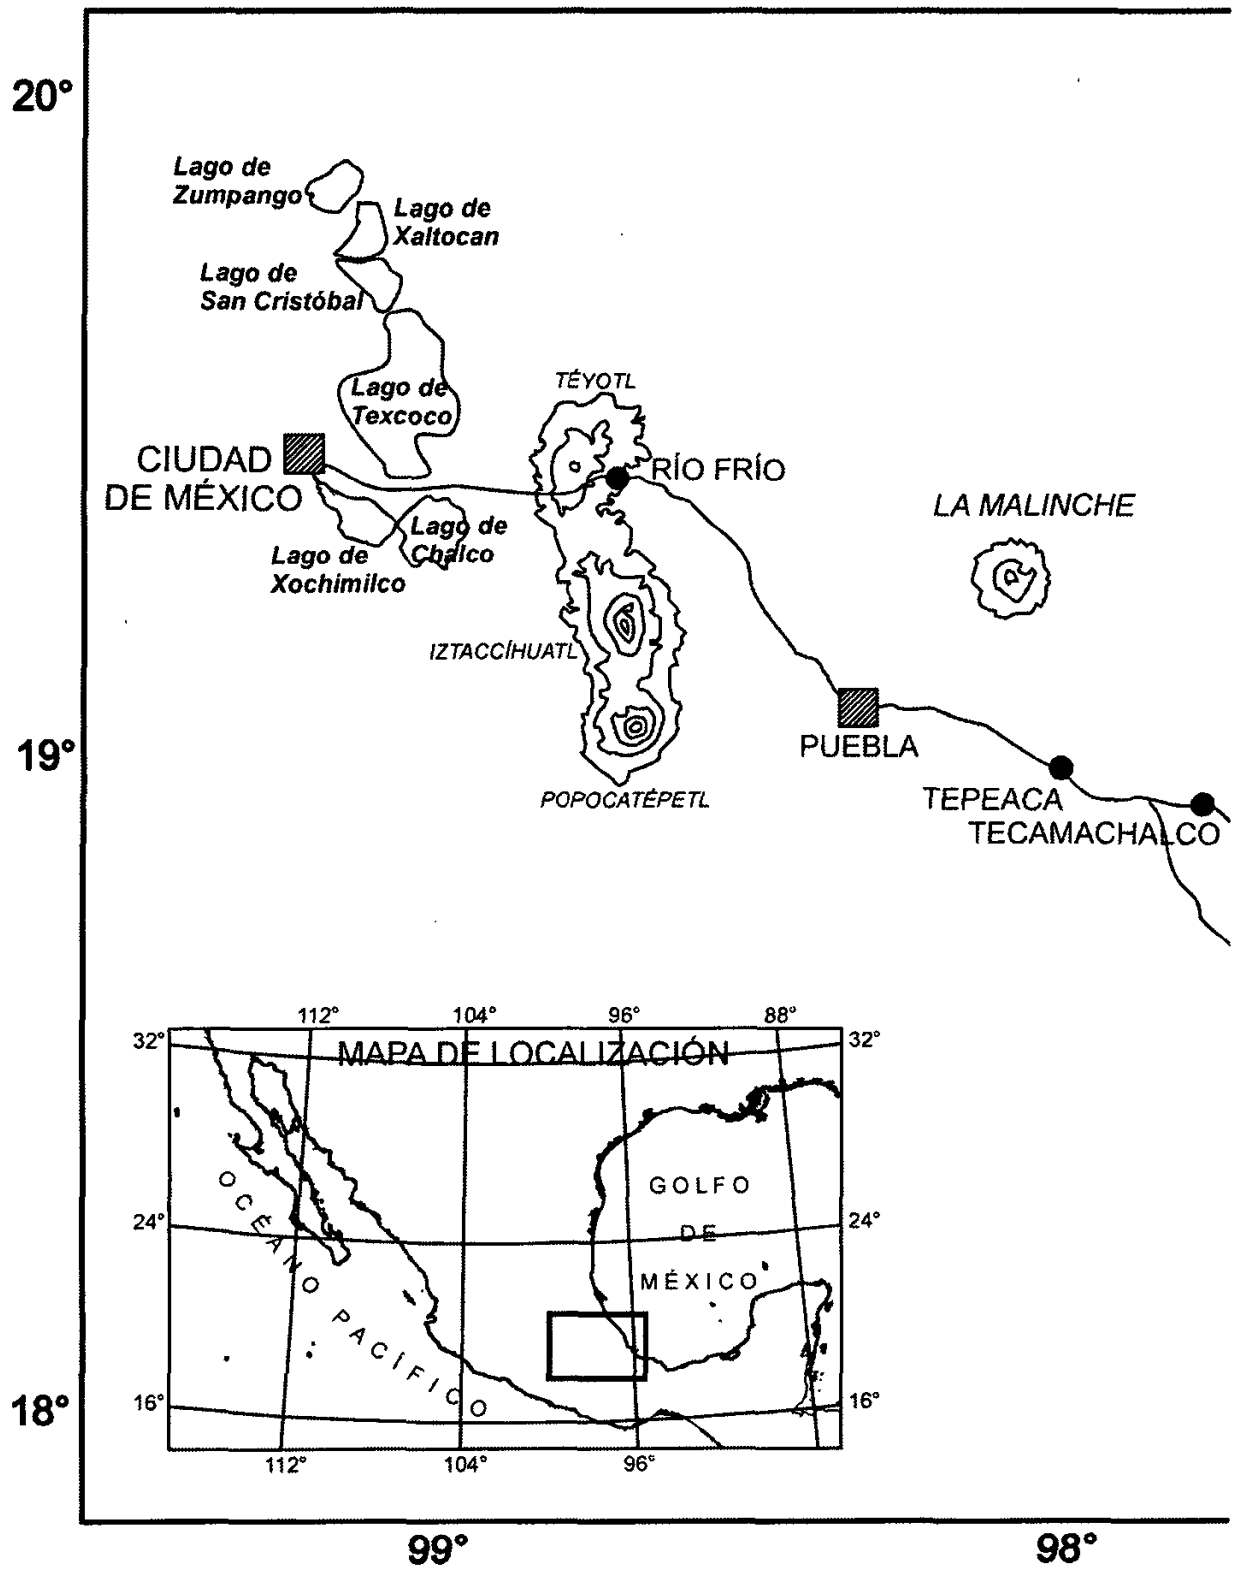 20°
Lago de
Zumpango
Lago de
Xaltocan
Lago de
San Cristóbal
TÉYOTL
Lago de
Texcoco
CIUDAD
DE MÉXICO
RÍO FRÍO
LA MALINCHE
Lago de
Chalco
Lago de
Xochimilco
IZTACCÍHUATL
19°
PUEBLA
POPOCATÉPETL
TEPEACA
TECAMACHALCO
112°
104°
96°
88°
32°
MAPA DE LOCALIZACIÓN
32°
GOLFO
DE
MÉXICO
OCÉANO PACÍFICO
24°
24°
16°
16°
18°
112°
104°
96°
99°
98°